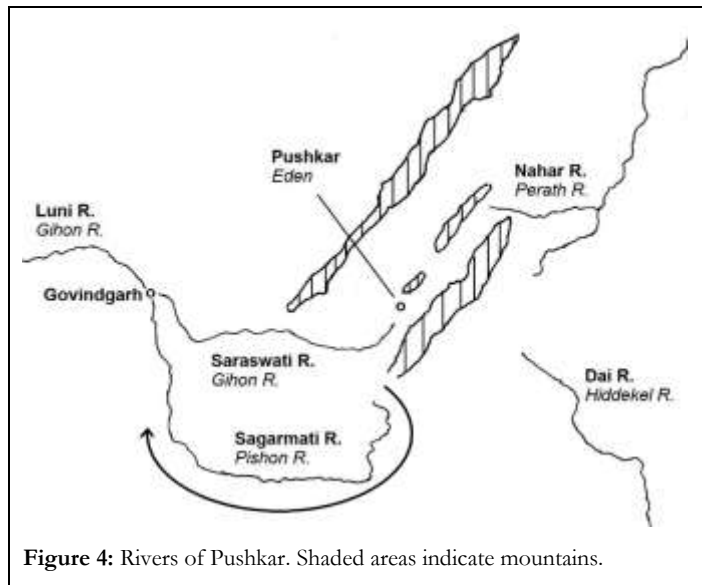 Pushkar
Eden
Nahar R.
Perath R.
Luni R.
Gihon R.
Govindgarh
Saraswati R.
Gihon R.
Dai R.
Hiddekel R.
Sagarmati R.
Pishon R.
Figure 4: Rivers of Pushkar. Shaded areas indicate mountains.